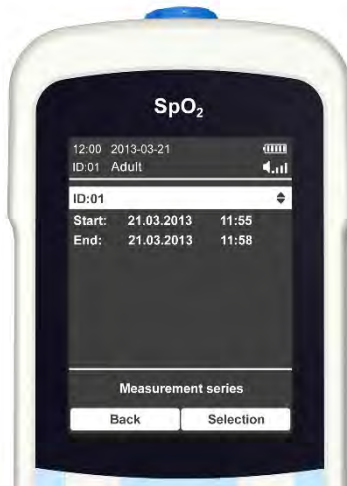 SpO₂
12:00 2013-03-21
ID:01 Adult
ID:01
Start: 21.03.2013 11:55
End: 21.03.2013 11:58
Measurement series
Back Selection